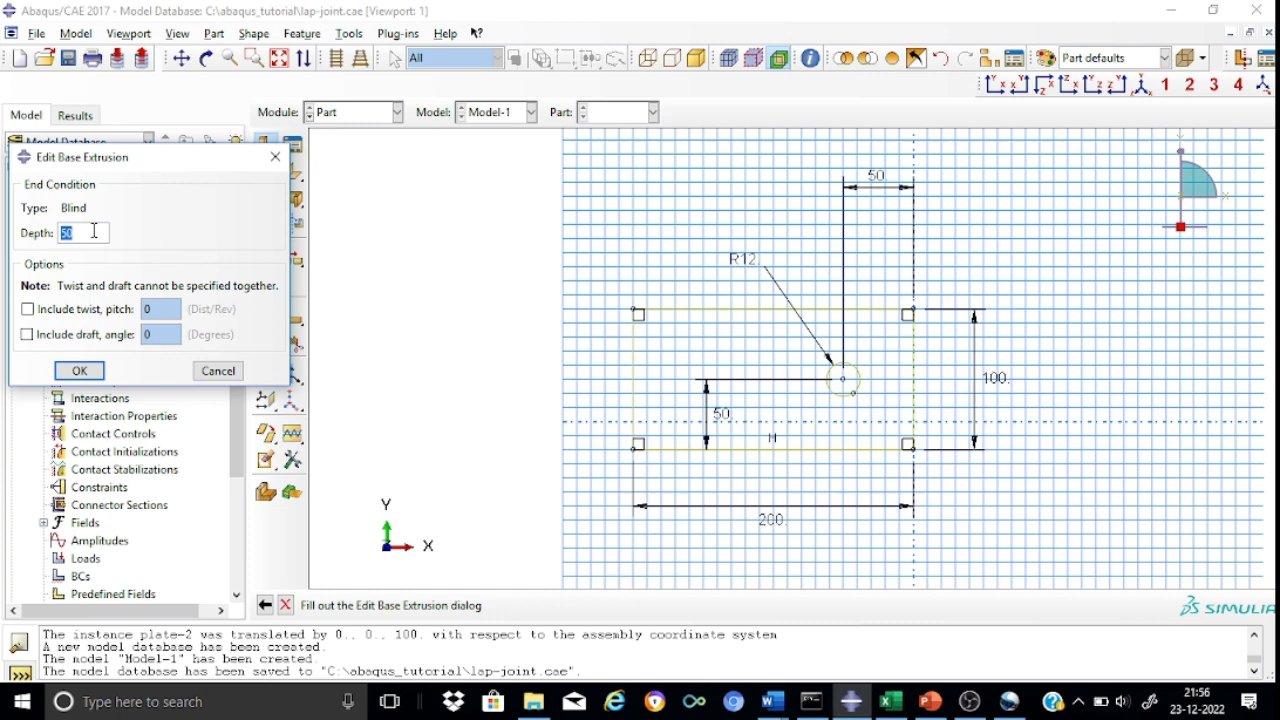 Abaqus/CAE 2017 - Model Database: C:\abaqus_tutorial\lap-joint.cae [Viewport: 1]
File Model Viewport View Part Shape Feature Tools Plug-ins Help
All
Part defaults
1 2 3 4
Model Results
Module: Part Model: Model-1 Part:
Model Database
Edit Base Extrusion
End Condition
Type: Blind
Depth: 50
Options
Note: Twist and draft cannot be specified together.
Include twist, pitch: 0 (Dist/Rev)
Include draft, angle: 0 (Degrees)
OK Cancel
Interactions
Interaction Properties
Contact Controls
Contact Initializations
Contact Stabilizations
Constraints
Connector Sections
Fields
Amplitudes
Loads
BCs
Predefined Fields
50.
R12.
100.
50.
H
200.
Y
X
Fill out the Edit Base Extrusion dialog
SIMULIA
The instance plate-2 was translated by 0., 0., 100. with respect to the assembly coordinate system
A new model database has been created.
The model "Model-1" has been created.
The model database has been saved to "C:\abaqus_tutorial\lap-joint.cae".
Type here to search
21:56
23-12-2022